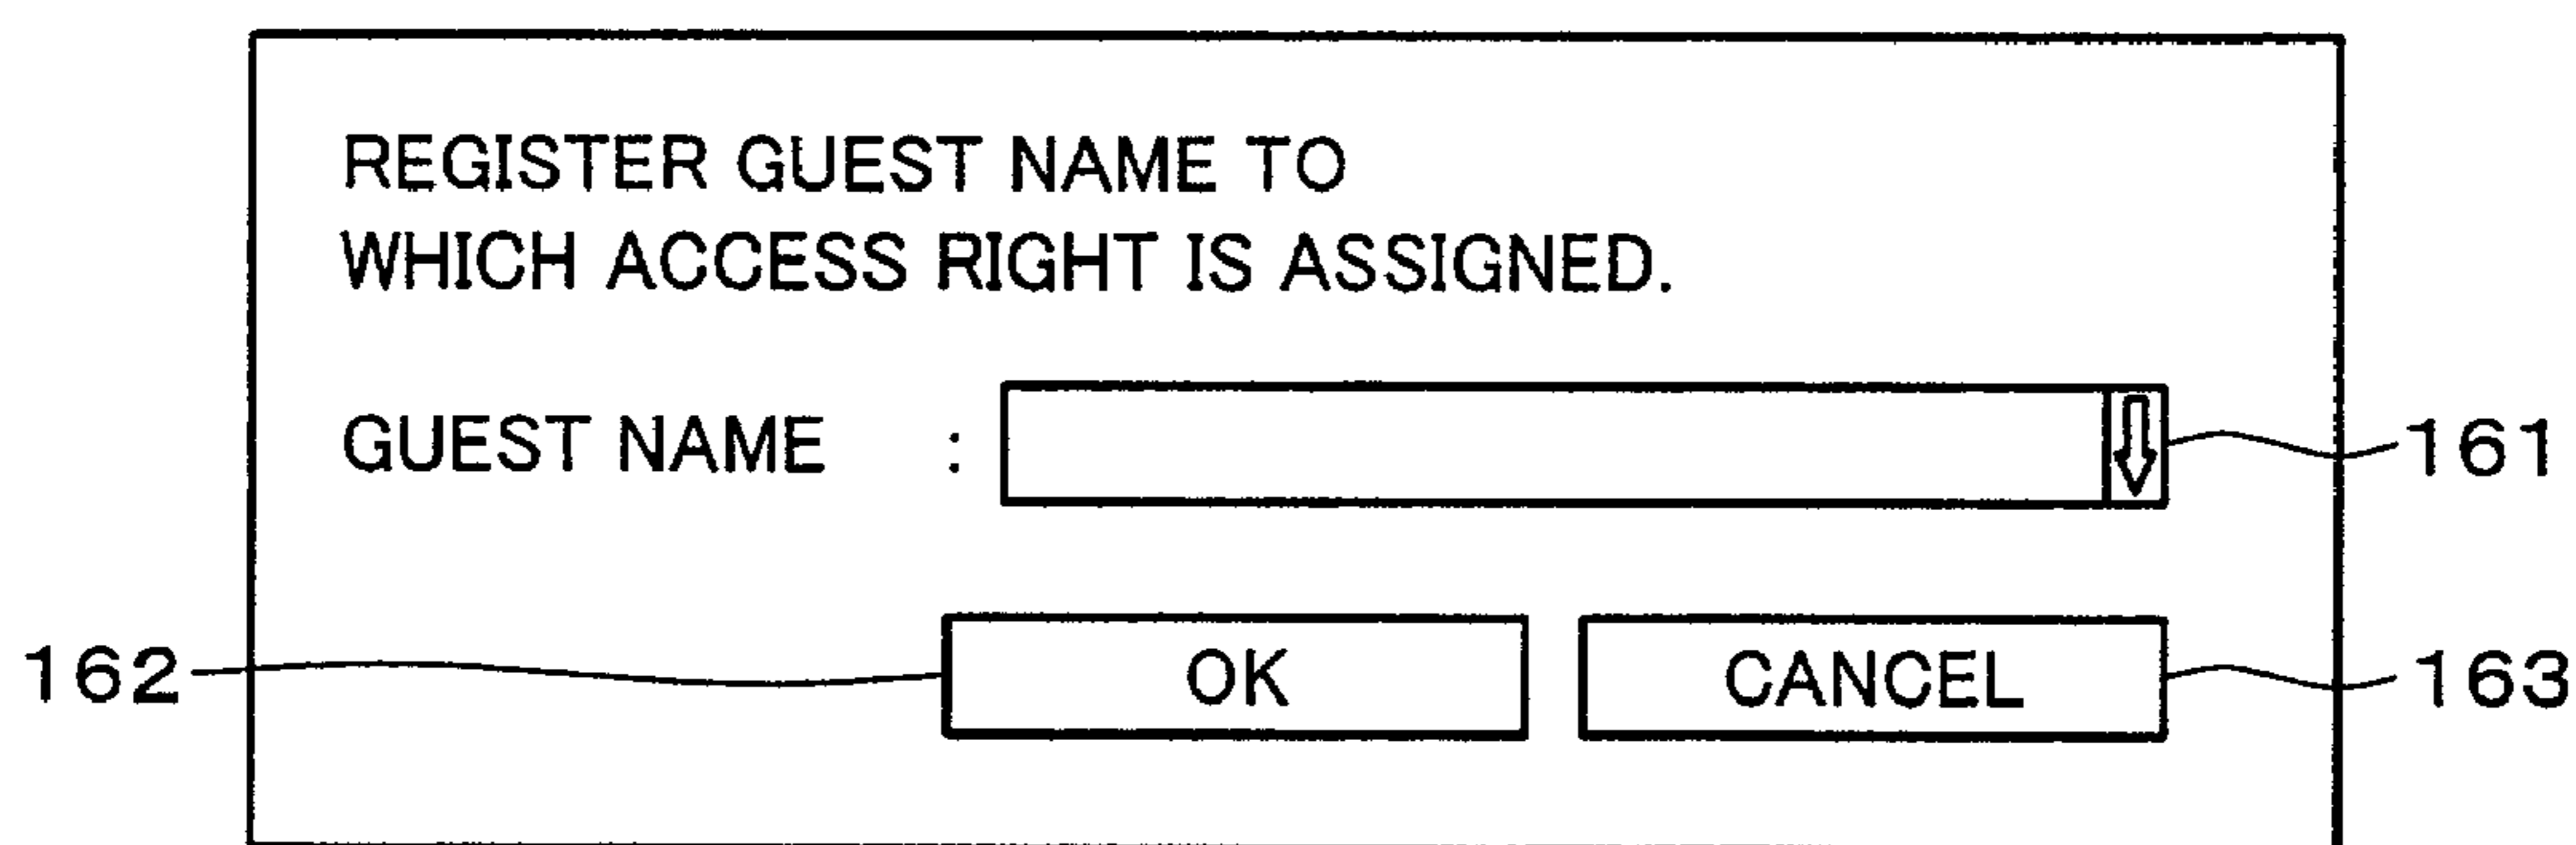 REGISTER GUEST NAME TO
WHICH ACCESS RIGHT IS ASSIGNED.
GUEST NAME :
161
162
OK
CANCEL
163